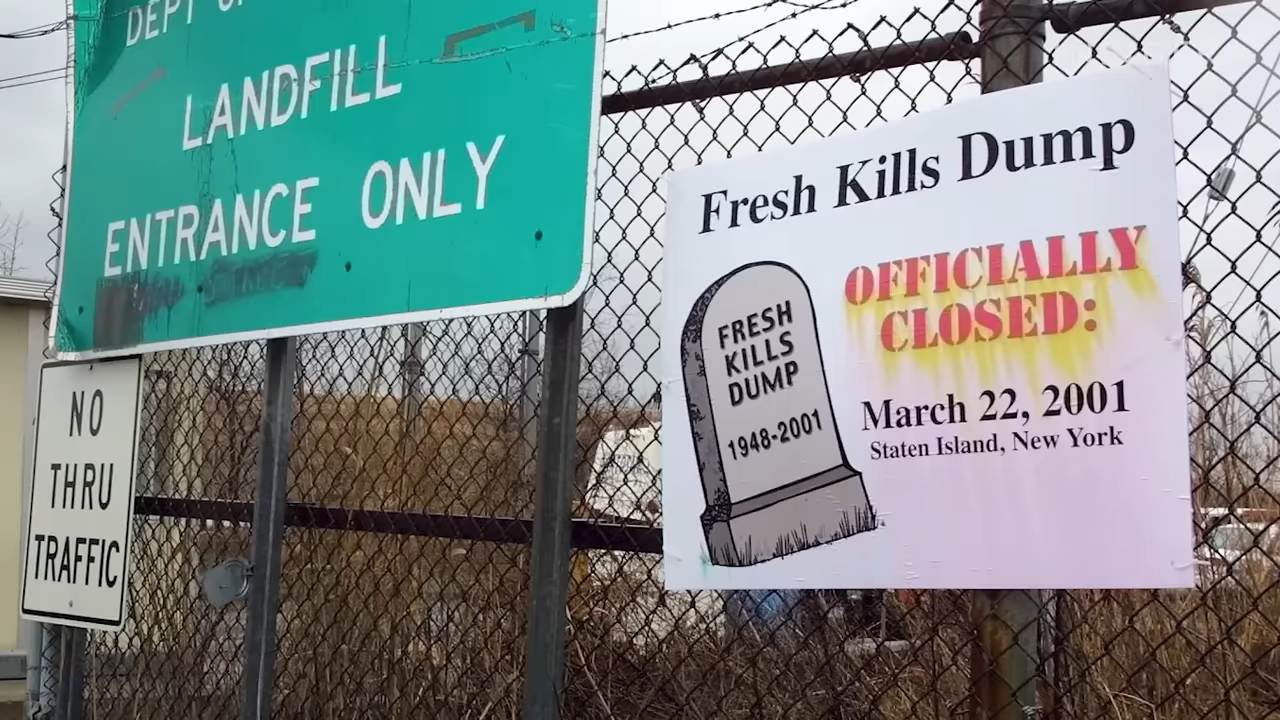 DEPT
LANDFILL
ENTRANCE ONLY
NO
THRU
TRAFFIC
Fresh Kills Dump
FRESH
KILLS
DUMP
1948-2001
OFFICIALLY
CLOSED:
March 22, 2001
Staten Island, New York